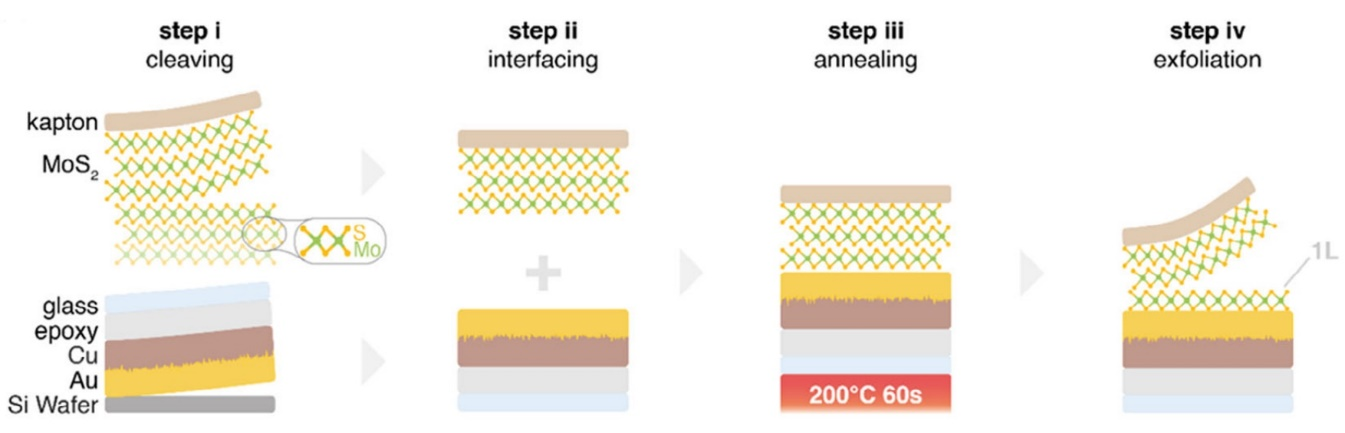 step i
cleaving
step ii
interfacing
step iii
annealing
step iv
exfoliation
kapton
MoS₂
S
Mo
glass
epoxy
Cu
Au
Si Wafer
200°C 60s
1L